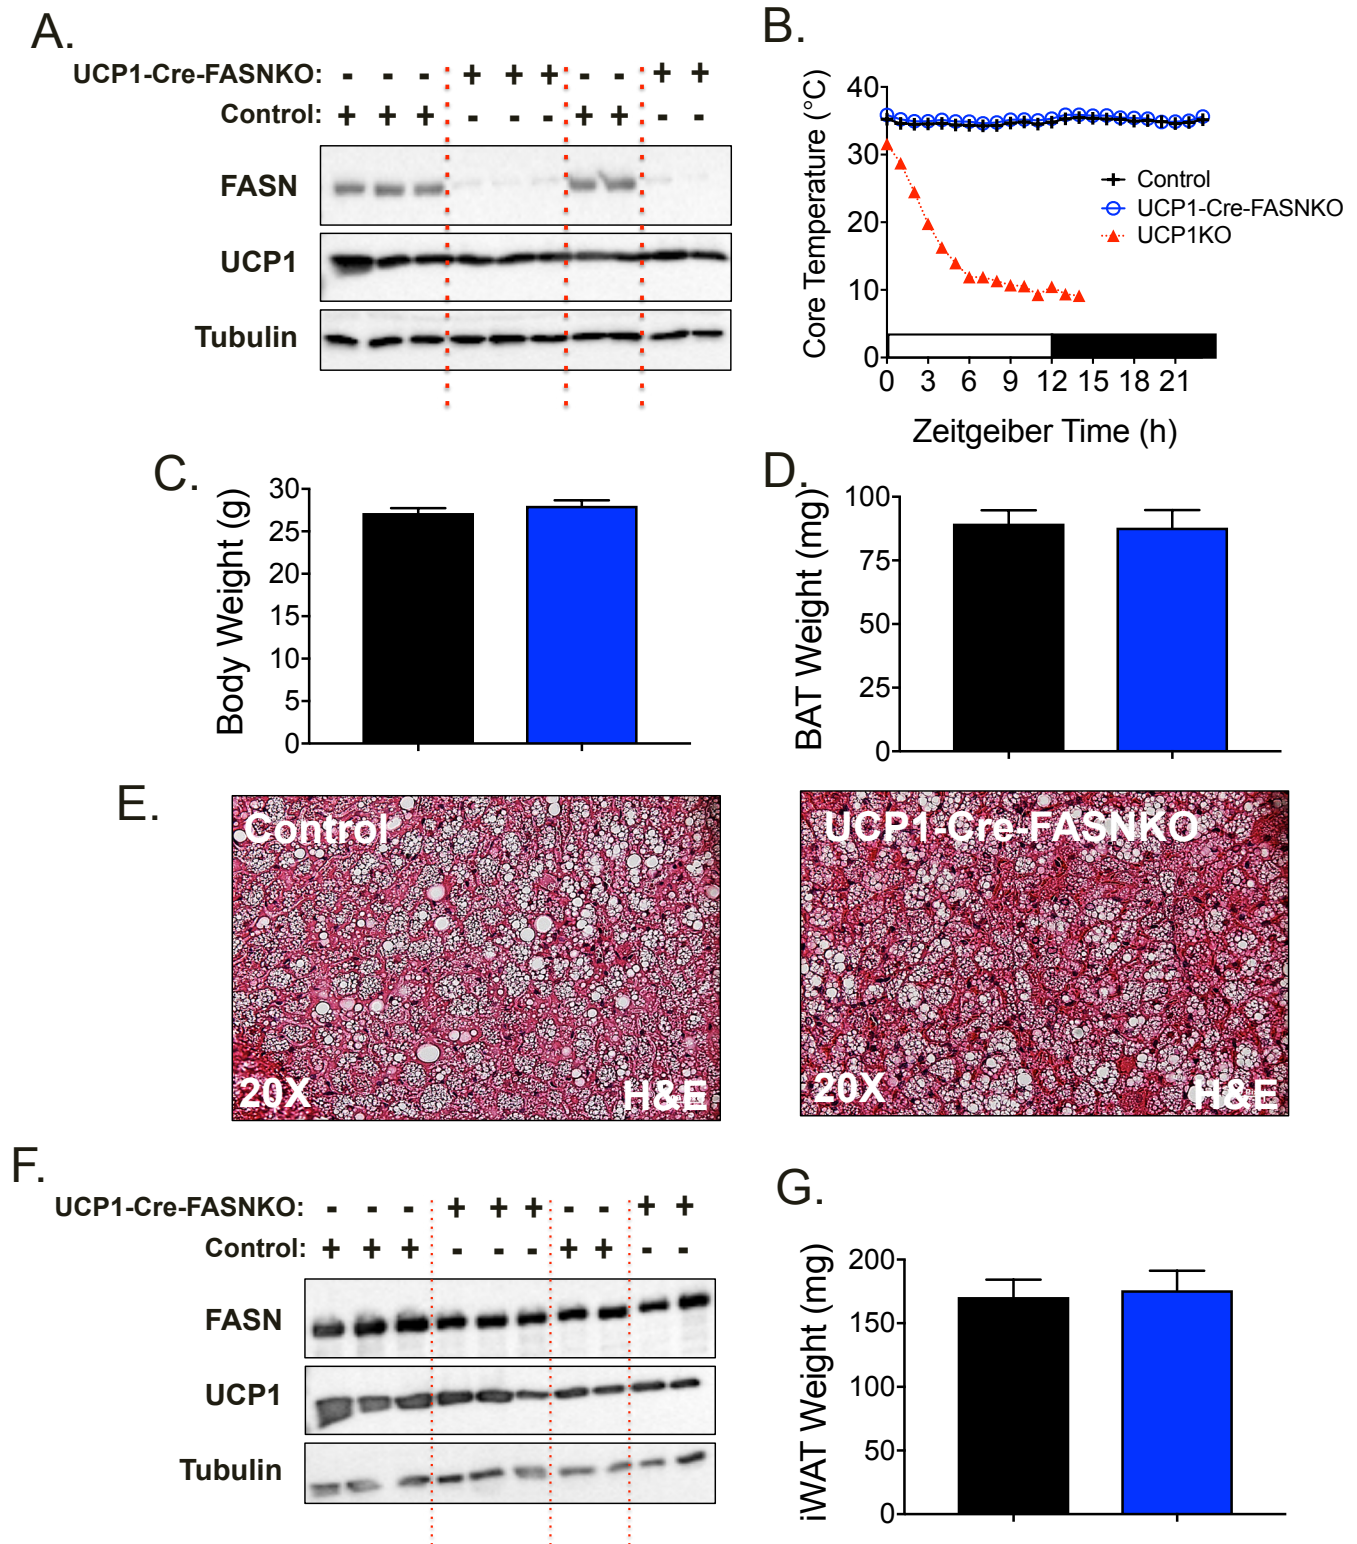 A.
UCP1-Cre-FASNKO: - - - + + + - - + +
Control: + + + - - - + + - -
FASN
UCP1
Tubulin
B.
Core Temperature (°C)
40
30
20
10
0
0 3 6 9 12 15 18 21
Zeitgeiber Time (h)
Control
UCP1-Cre-FASNKO
UCP1KO
C.
Body Weight (g)
30
25
20
15
10
5
0
D.
BAT Weight (mg)
100
75
50
25
0
E.
Control
20X
H&E
UCP1-Cre-FASNKO
20X
H&E
F.
UCP1-Cre-FASNKO: - - - + + + - - + +
Control: + + + - - - + + - -
FASN
UCP1
Tubulin
G.
iWAT Weight (mg)
200
150
100
50
0